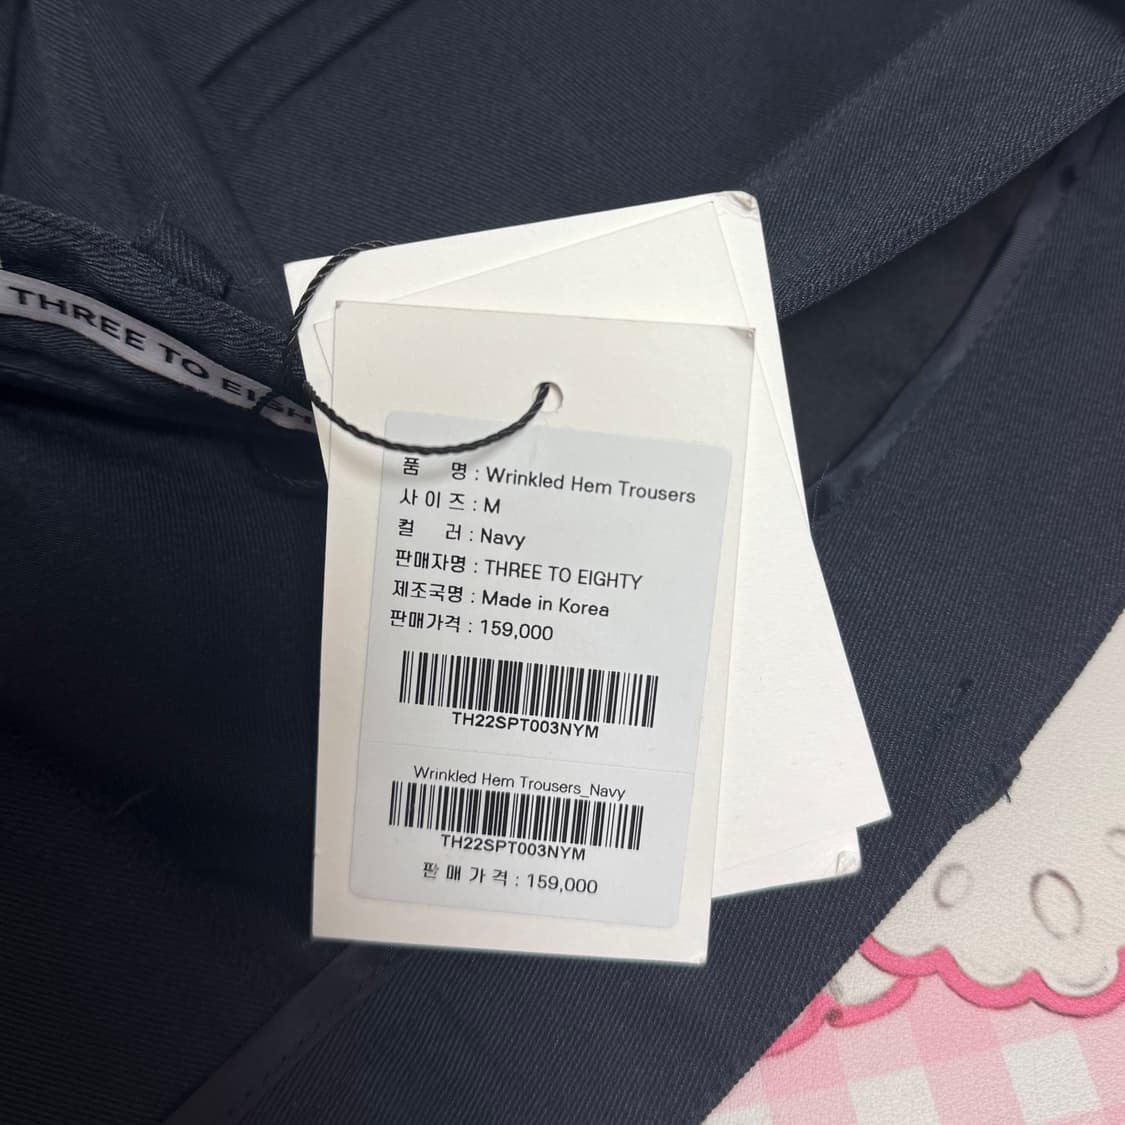 THREE TO EIGH
품 명 : Wrinkled Hem Trousers
사 이 즈 : M
컬 러 : Navy
판매자명 : THREE TO EIGHTY
제조국명 : Made in Korea
판매가격 : 159,000
TH22SPT003NYM
Wrinkled Hem Trousers_Navy
TH22SPT003NYM
판 매 가 격 : 159,000